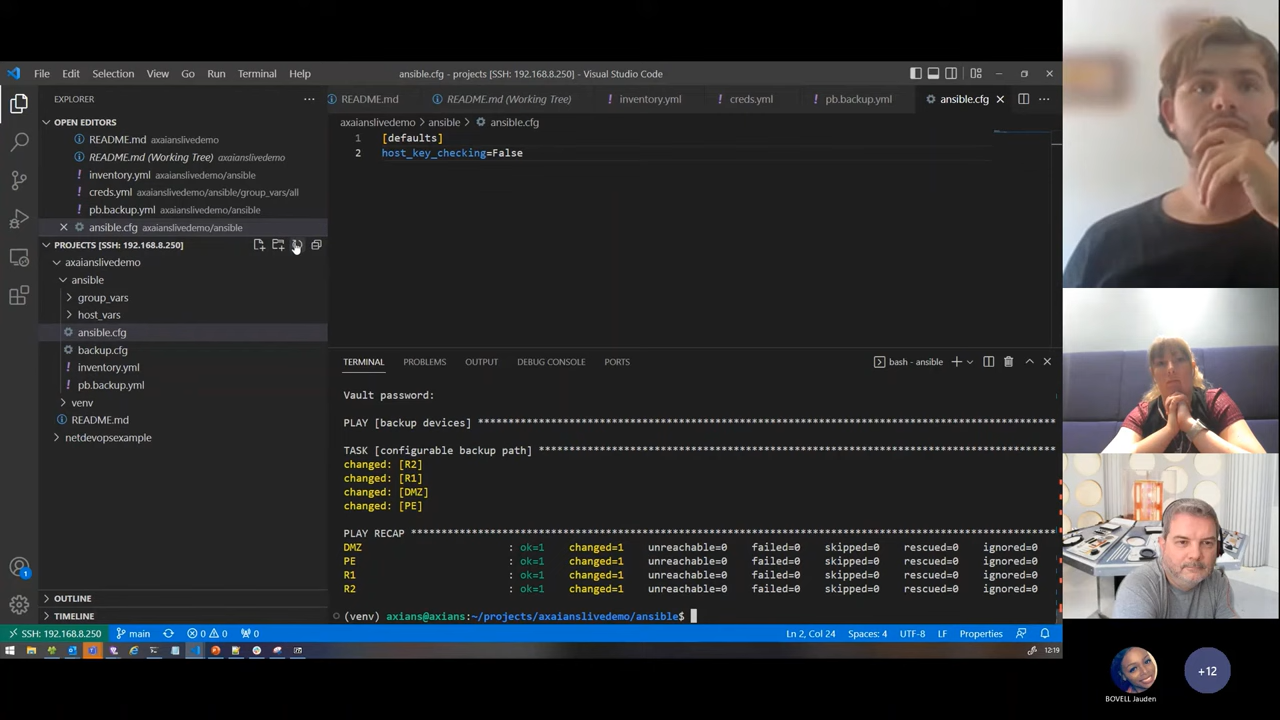 File Edit Selection View Go Run Terminal Help
ansible.cfg - projects [SSH: 192.168.8.250] - Visual Studio Code
EXPLORER
OPEN EDITORS
README.md axaianslivedemo
README.md (Working Tree) axaianslivedemo
inventory.yml axaianslivedemo/ansible
creds.yml axaianslivedemo/ansible/group_vars/all
pb.backup.yml axaianslivedemo/ansible
ansible.cfg axaianslivedemo/ansible
PROJECTS [SSH: 192.168.8.250]
axaianslivedemo
ansible
group_vars
host_vars
ansible.cfg
backup.cfg
inventory.yml
pb.backup.yml
venv
README.md
netdevopsexample
OUTLINE
TIMELINE
README.md README.md (Working Tree) inventory.yml creds.yml pb.backup.yml ansible.cfg
axaianslivedemo > ansible > ansible.cfg
1 [defaults]
2 host_key_checking=False
TERMINAL PROBLEMS OUTPUT DEBUG CONSOLE PORTS
bash - ansible
Vault password:
PLAY [backup devices] ******************************************************************************
TASK [configurable backup path] *********************************************************************
changed: [R2]
changed: [R1]
changed: [DMZ]
changed: [PE]
PLAY RECAP ****************************************************************************************
DMZ : ok=1 changed=1 unreachable=0 failed=0 skipped=0 rescued=0 ignored=0
PE : ok=1 changed=1 unreachable=0 failed=0 skipped=0 rescued=0 ignored=0
R1 : ok=1 changed=1 unreachable=0 failed=0 skipped=0 rescued=0 ignored=0
R2 : ok=1 changed=1 unreachable=0 failed=0 skipped=0 rescued=0 ignored=0
(venv) axians@axians:~/projects/axaianslivedemo/ansible$
1
SSH: 192.168.8.250 main 0 0 0 Ln 2, Col 24 Spaces: 4 UTF-8 LF Properties
12:19
BOVELL Jauden
+12